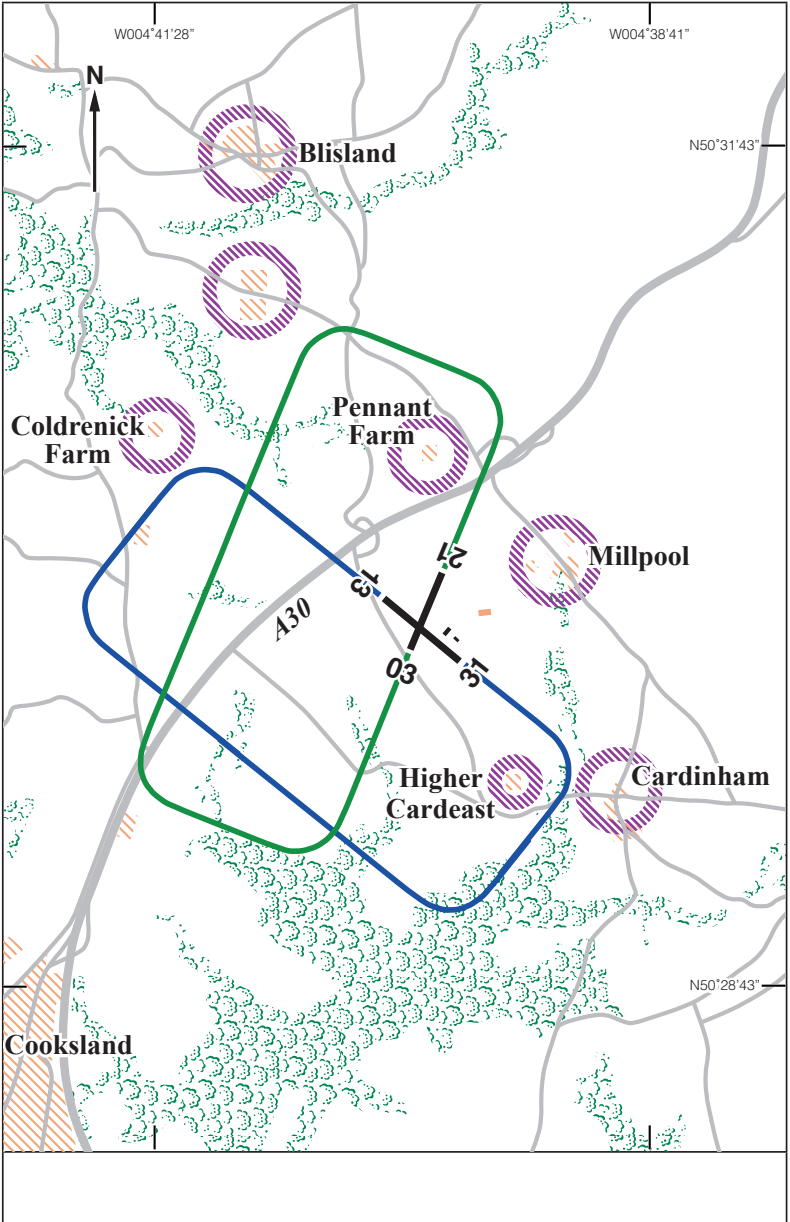 W004°41'28"
W004°38'41"
N
N50°31'43"
Blisland
Pennant
Farm
Coldrenick
Farm
21
Millpool
13
A30
03
31
Higher
Cardeast
Cardinham
N50°28'43"
Cooksland